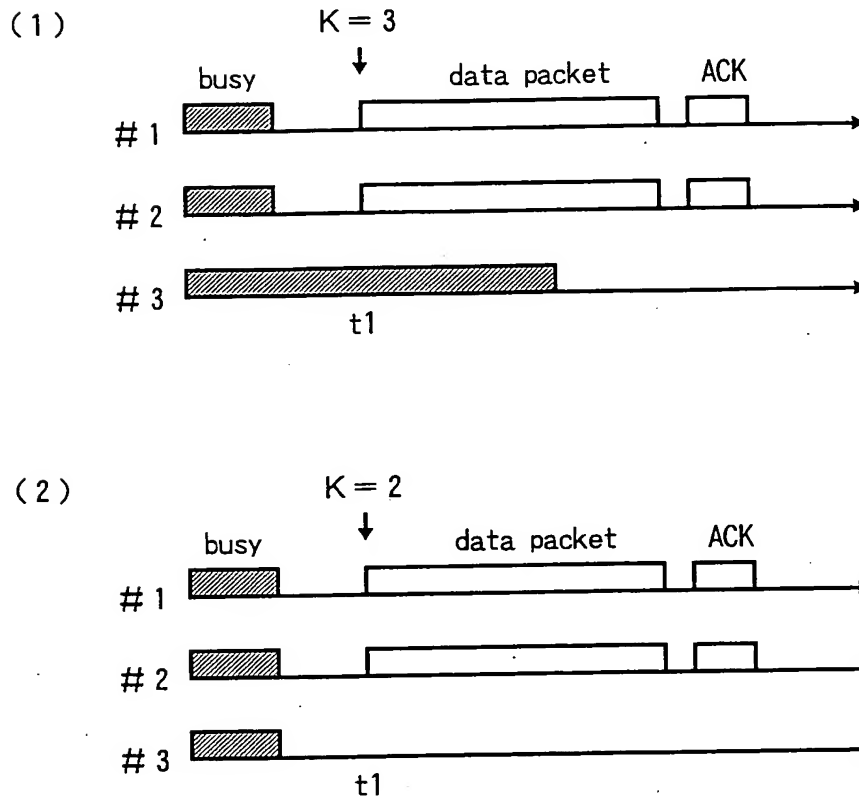 (1)
K = 3
busy data packet ACK
# 1
# 2
# 3
t1
(2)
K = 2
busy data packet ACK
# 1
# 2
# 3
t1